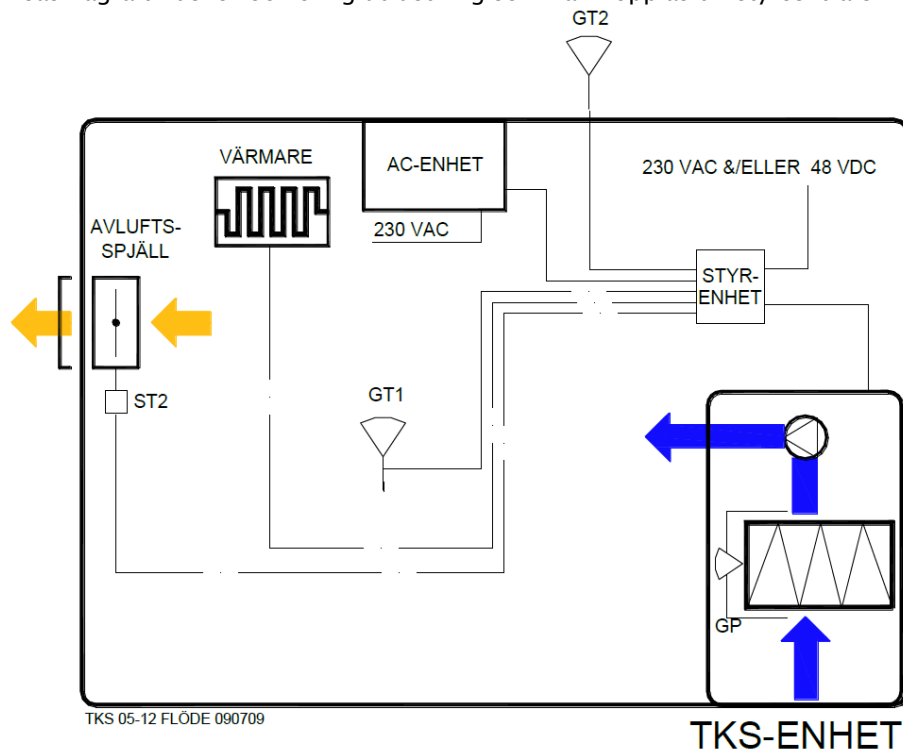 GT2
VÄRMARE
AC-ENHET
230 VAC &/ELLER 48 VDC
230 VAC
AVLUFTS-
SPJÄLL
STYR-
ENHET
ST2
GT1
GP
TKS 05-12 FLÖDE 090709
TKS-ENHET